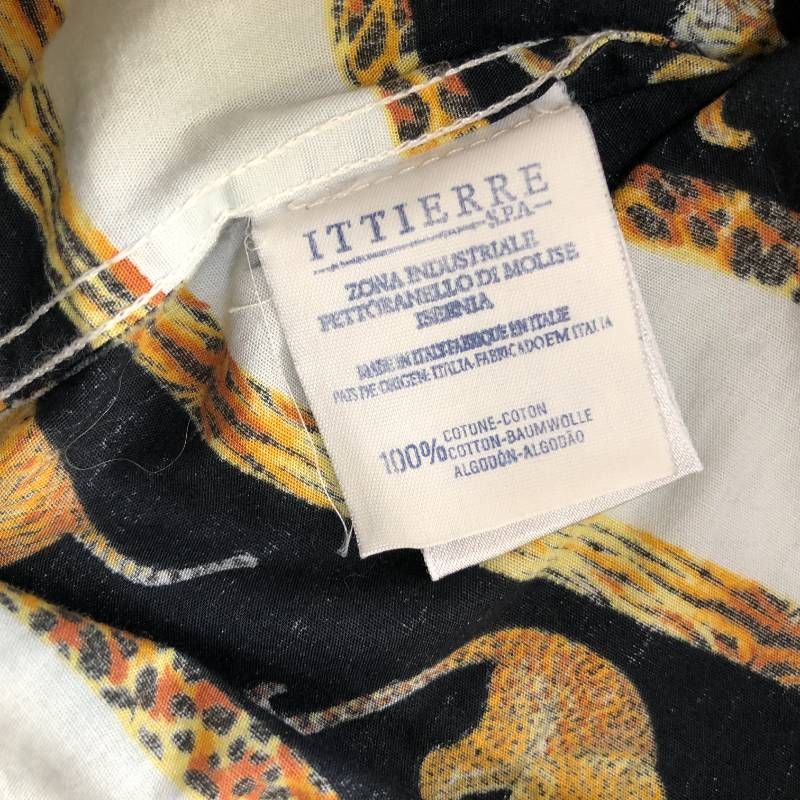 ITTIERRE
S.P.A.
ZONA INDUSTRIALE
PETTORANELLO DI MOLISE
ISERNIA
MADE IN ITALY-FABRIQUE EN ITALIE
PAIS DE ORIGEN: ITALIA-FABRICADO EM ITALIA
100% COTONE-COTON
COTTON-BAUMWOLLE
ALGODÓN-ALGODÃO